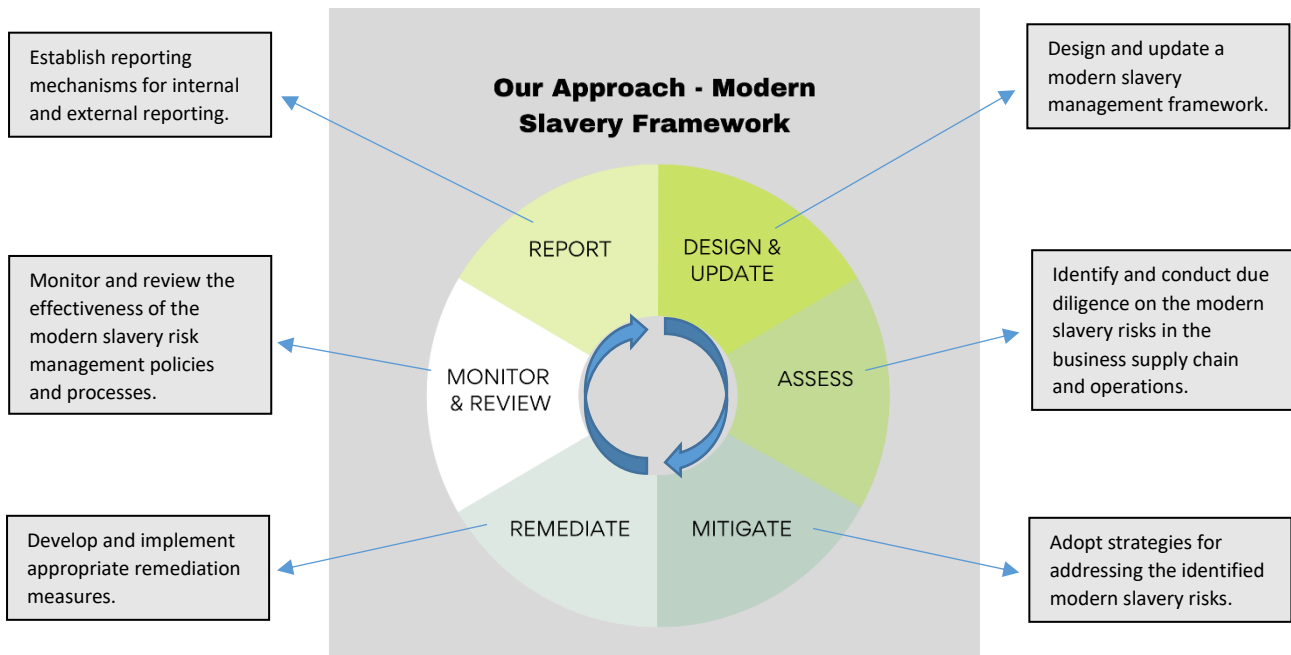 Our Approach - Modern
Slavery Framework
Establish reporting
mechanisms for internal
and external reporting.
Design and update a
modern slavery
management framework.
REPORT
DESIGN &
UPDATE
Monitor and review the
effectiveness of the
modern slavery risk
management policies
and processes.
Identify and conduct due
diligence on the modern
slavery risks in the
business supply chain
and operations.
MONITOR
& REVIEW
ASSESS
REMEDIATE
MITIGATE
Develop and implement
appropriate remediation
measures.
Adopt strategies for
addressing the identified
modern slavery risks.